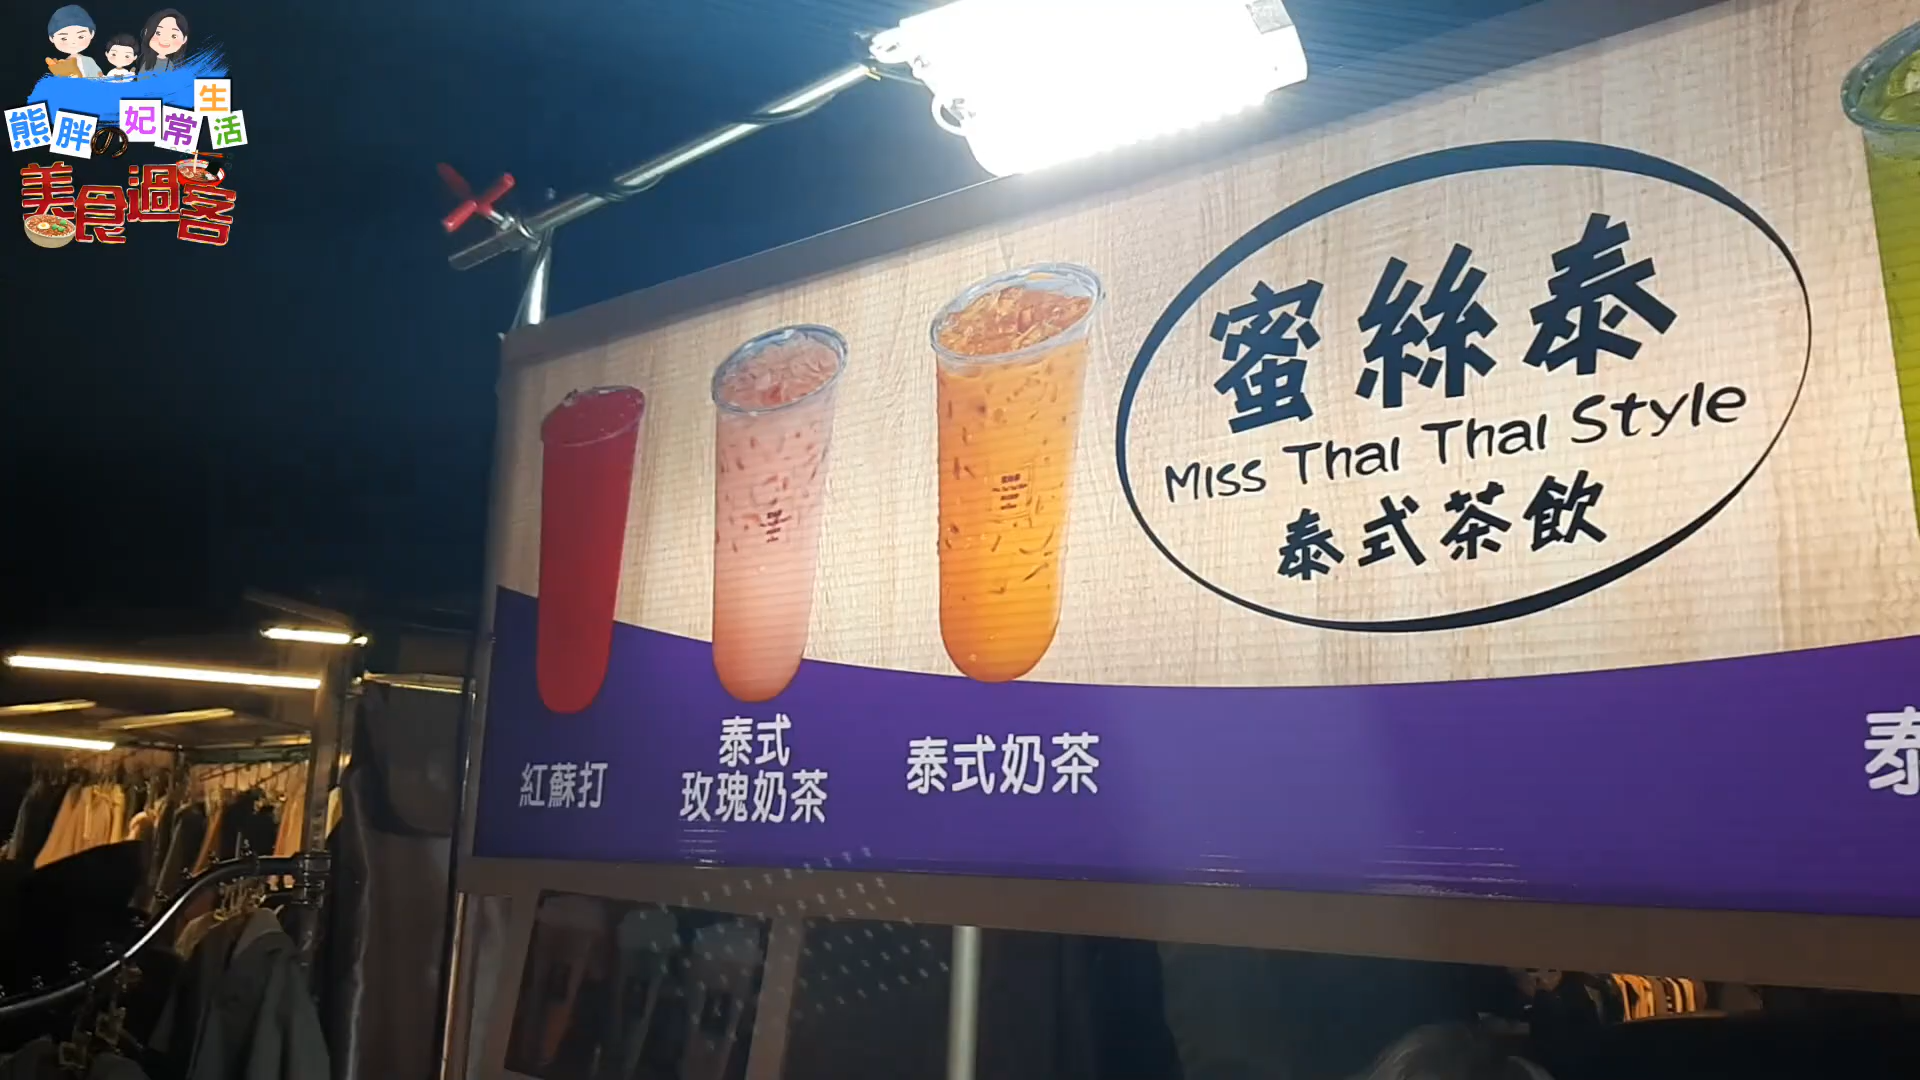 熊胖の妃常生活
美食過客
蜜絲泰
Miss Thai Thai Style
泰式茶飲
紅蘇打
泰式
玫瑰奶茶
泰式奶茶
泰